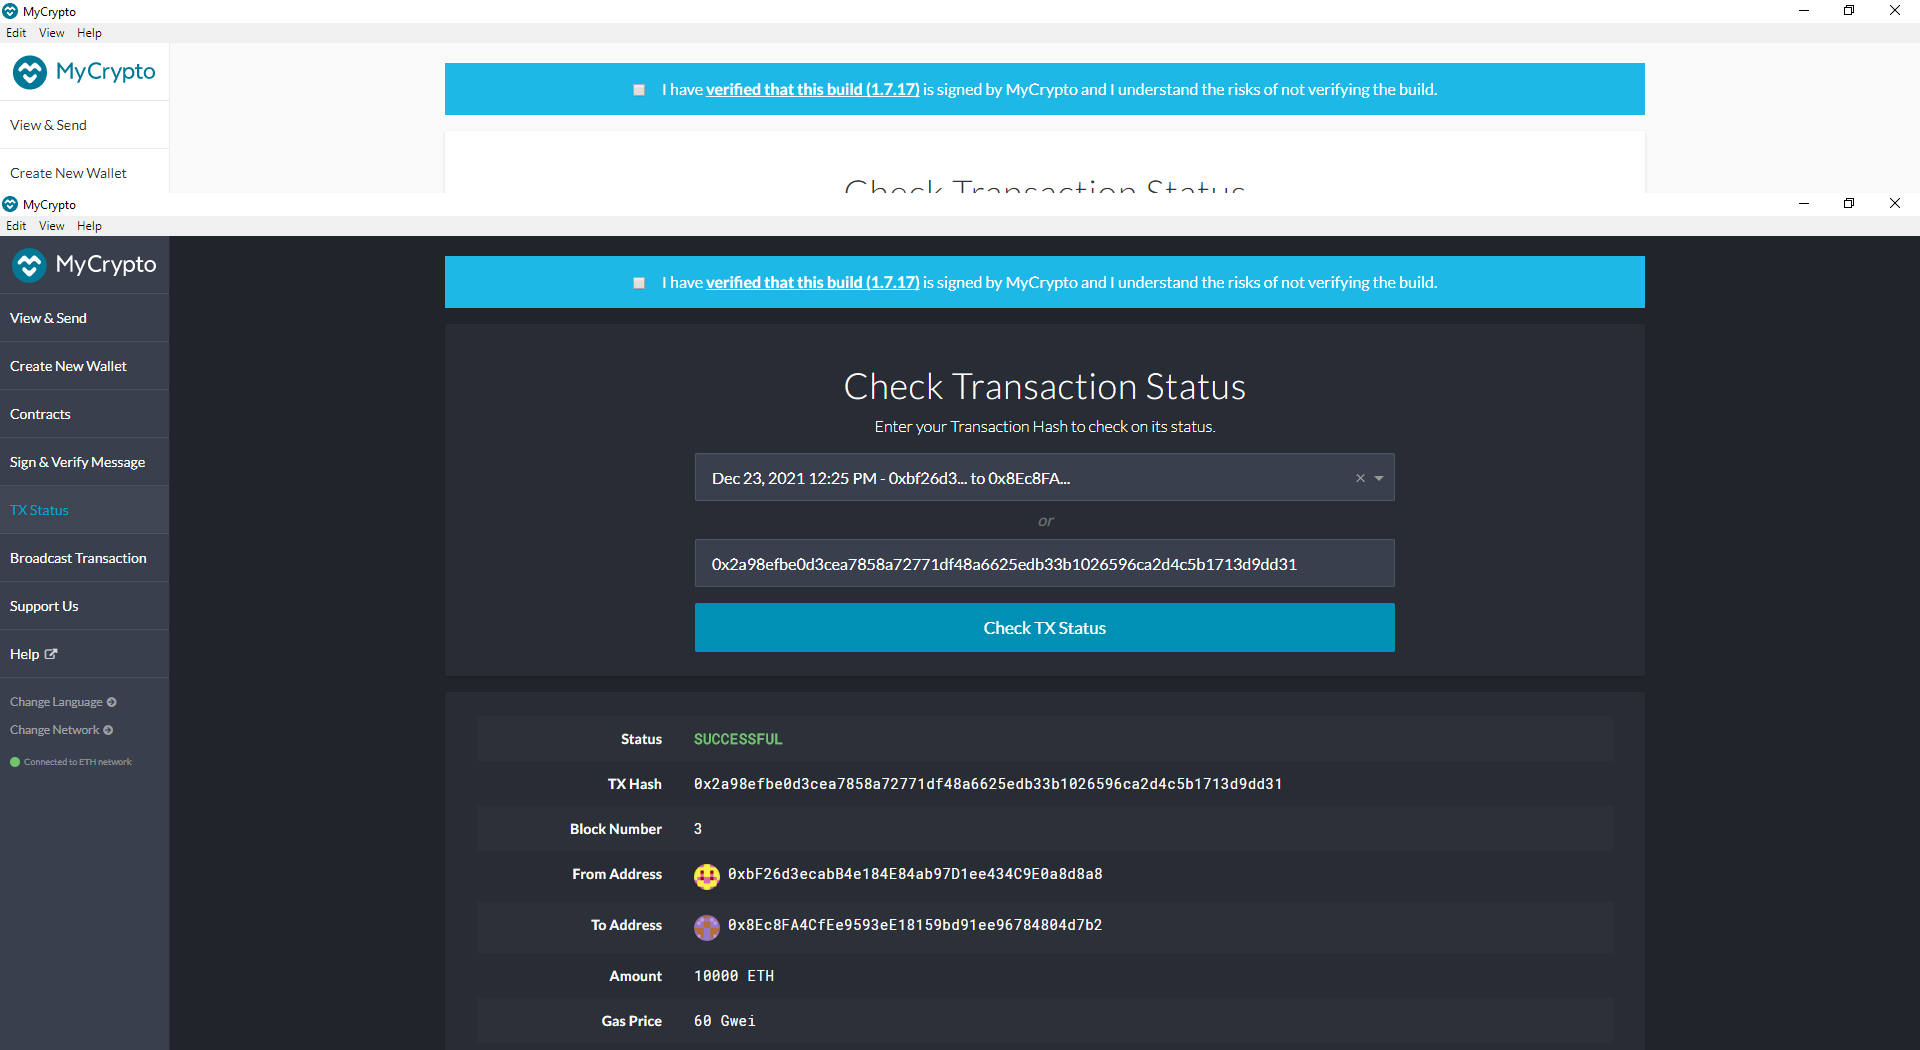 MyCrypto
Edit View Help
MyCrypto
I have verified that this build (1.7.17) is signed by MyCrypto and I understand the risks of not verifying the build.
View & Send
Create New Wallet
Check Transaction Status
MyCrypto
Edit View Help
MyCrypto
I have verified that this build (1.7.17) is signed by MyCrypto and I understand the risks of not verifying the build.
View & Send
Create New Wallet
Contracts
Sign & Verify Message
TX Status
Broadcast Transaction
Support Us
Help
Change Language
Change Network
Connected to ETH network
Check Transaction Status
Enter your Transaction Hash to check on its status.
Dec 23, 2021 12:25 PM - 0xbf26d3... to 0x8Ec8FA...
or
0x2a98efbe0d3cea7858a72771df48a6625edb33b1026596ca2d4c5b1713d9dd31
Check TX Status
Status SUCCESSFUL
TX Hash 0x2a98efbe0d3cea7858a72771df48a6625edb33b1026596ca2d4c5b1713d9dd31
Block Number 3
From Address 0xbF26d3ecabB4e184E84ab97D1ee434C9E0a8d8a8
To Address 0x8Ec8FA4CfEe9593eE18159bd91ee96784804d7b2
Amount 10000 ETH
Gas Price 60 Gwei